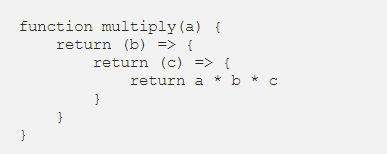 function multiply(a) {
    return (b) => {
        return (c) => {
            return a * b * c
        }
    }
}